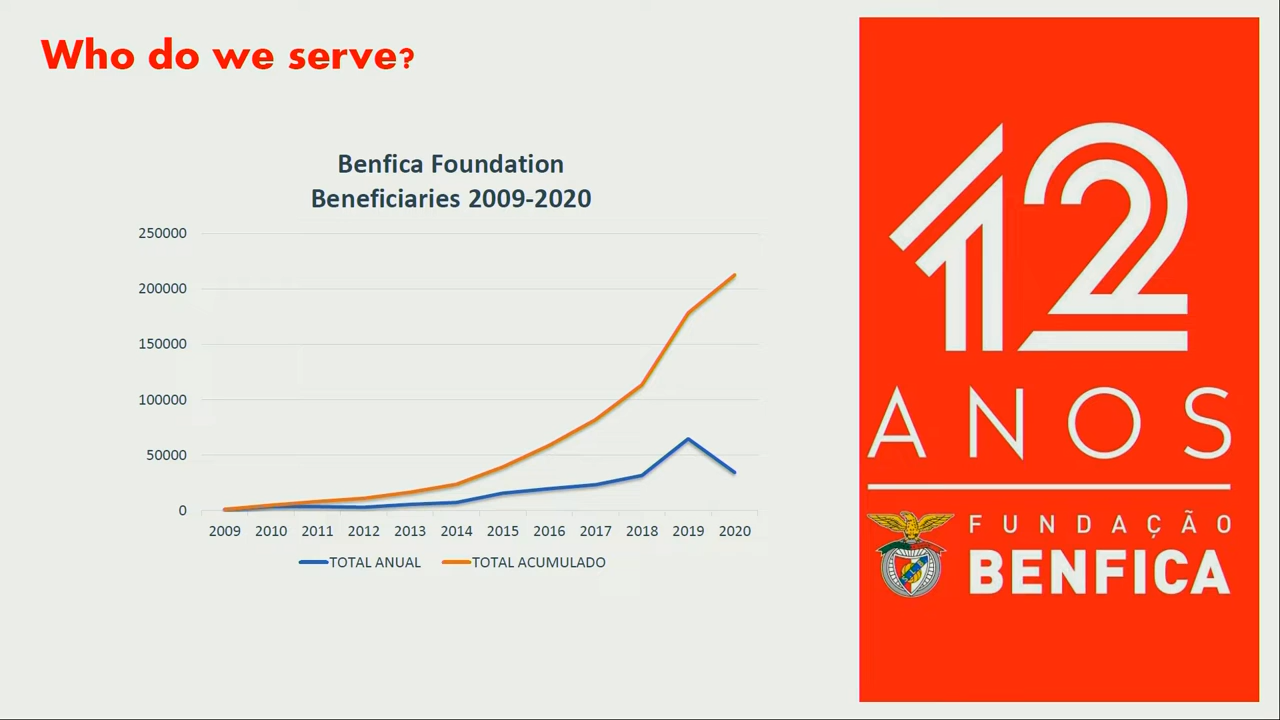 Who do we serve?
Benfica Foundation
Beneficiaries 2009-2020
250000
200000
150000
100000
50000
0
2009 2010 2011 2012 2013 2014 2015 2016 2017 2018 2019 2020
TOTAL ANUAL TOTAL ACUMULADO
12
ANOS
FUNDAÇÃO
BENFICA